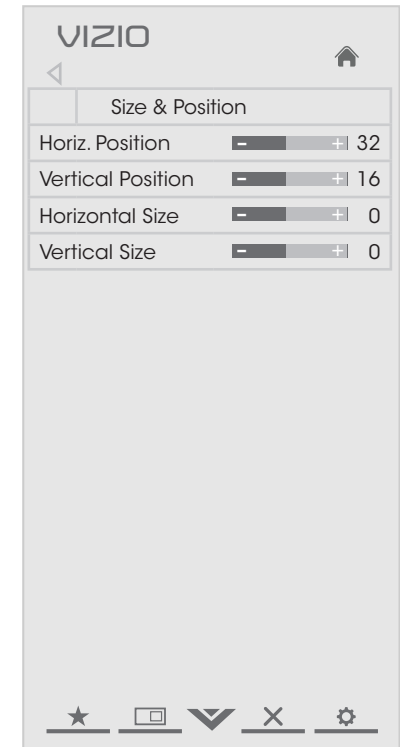 VIZIO
Size & Position
Horiz. Position - + 32
Vertical Position - + 16
Horizontal Size - + 0
Vertical Size - + 0